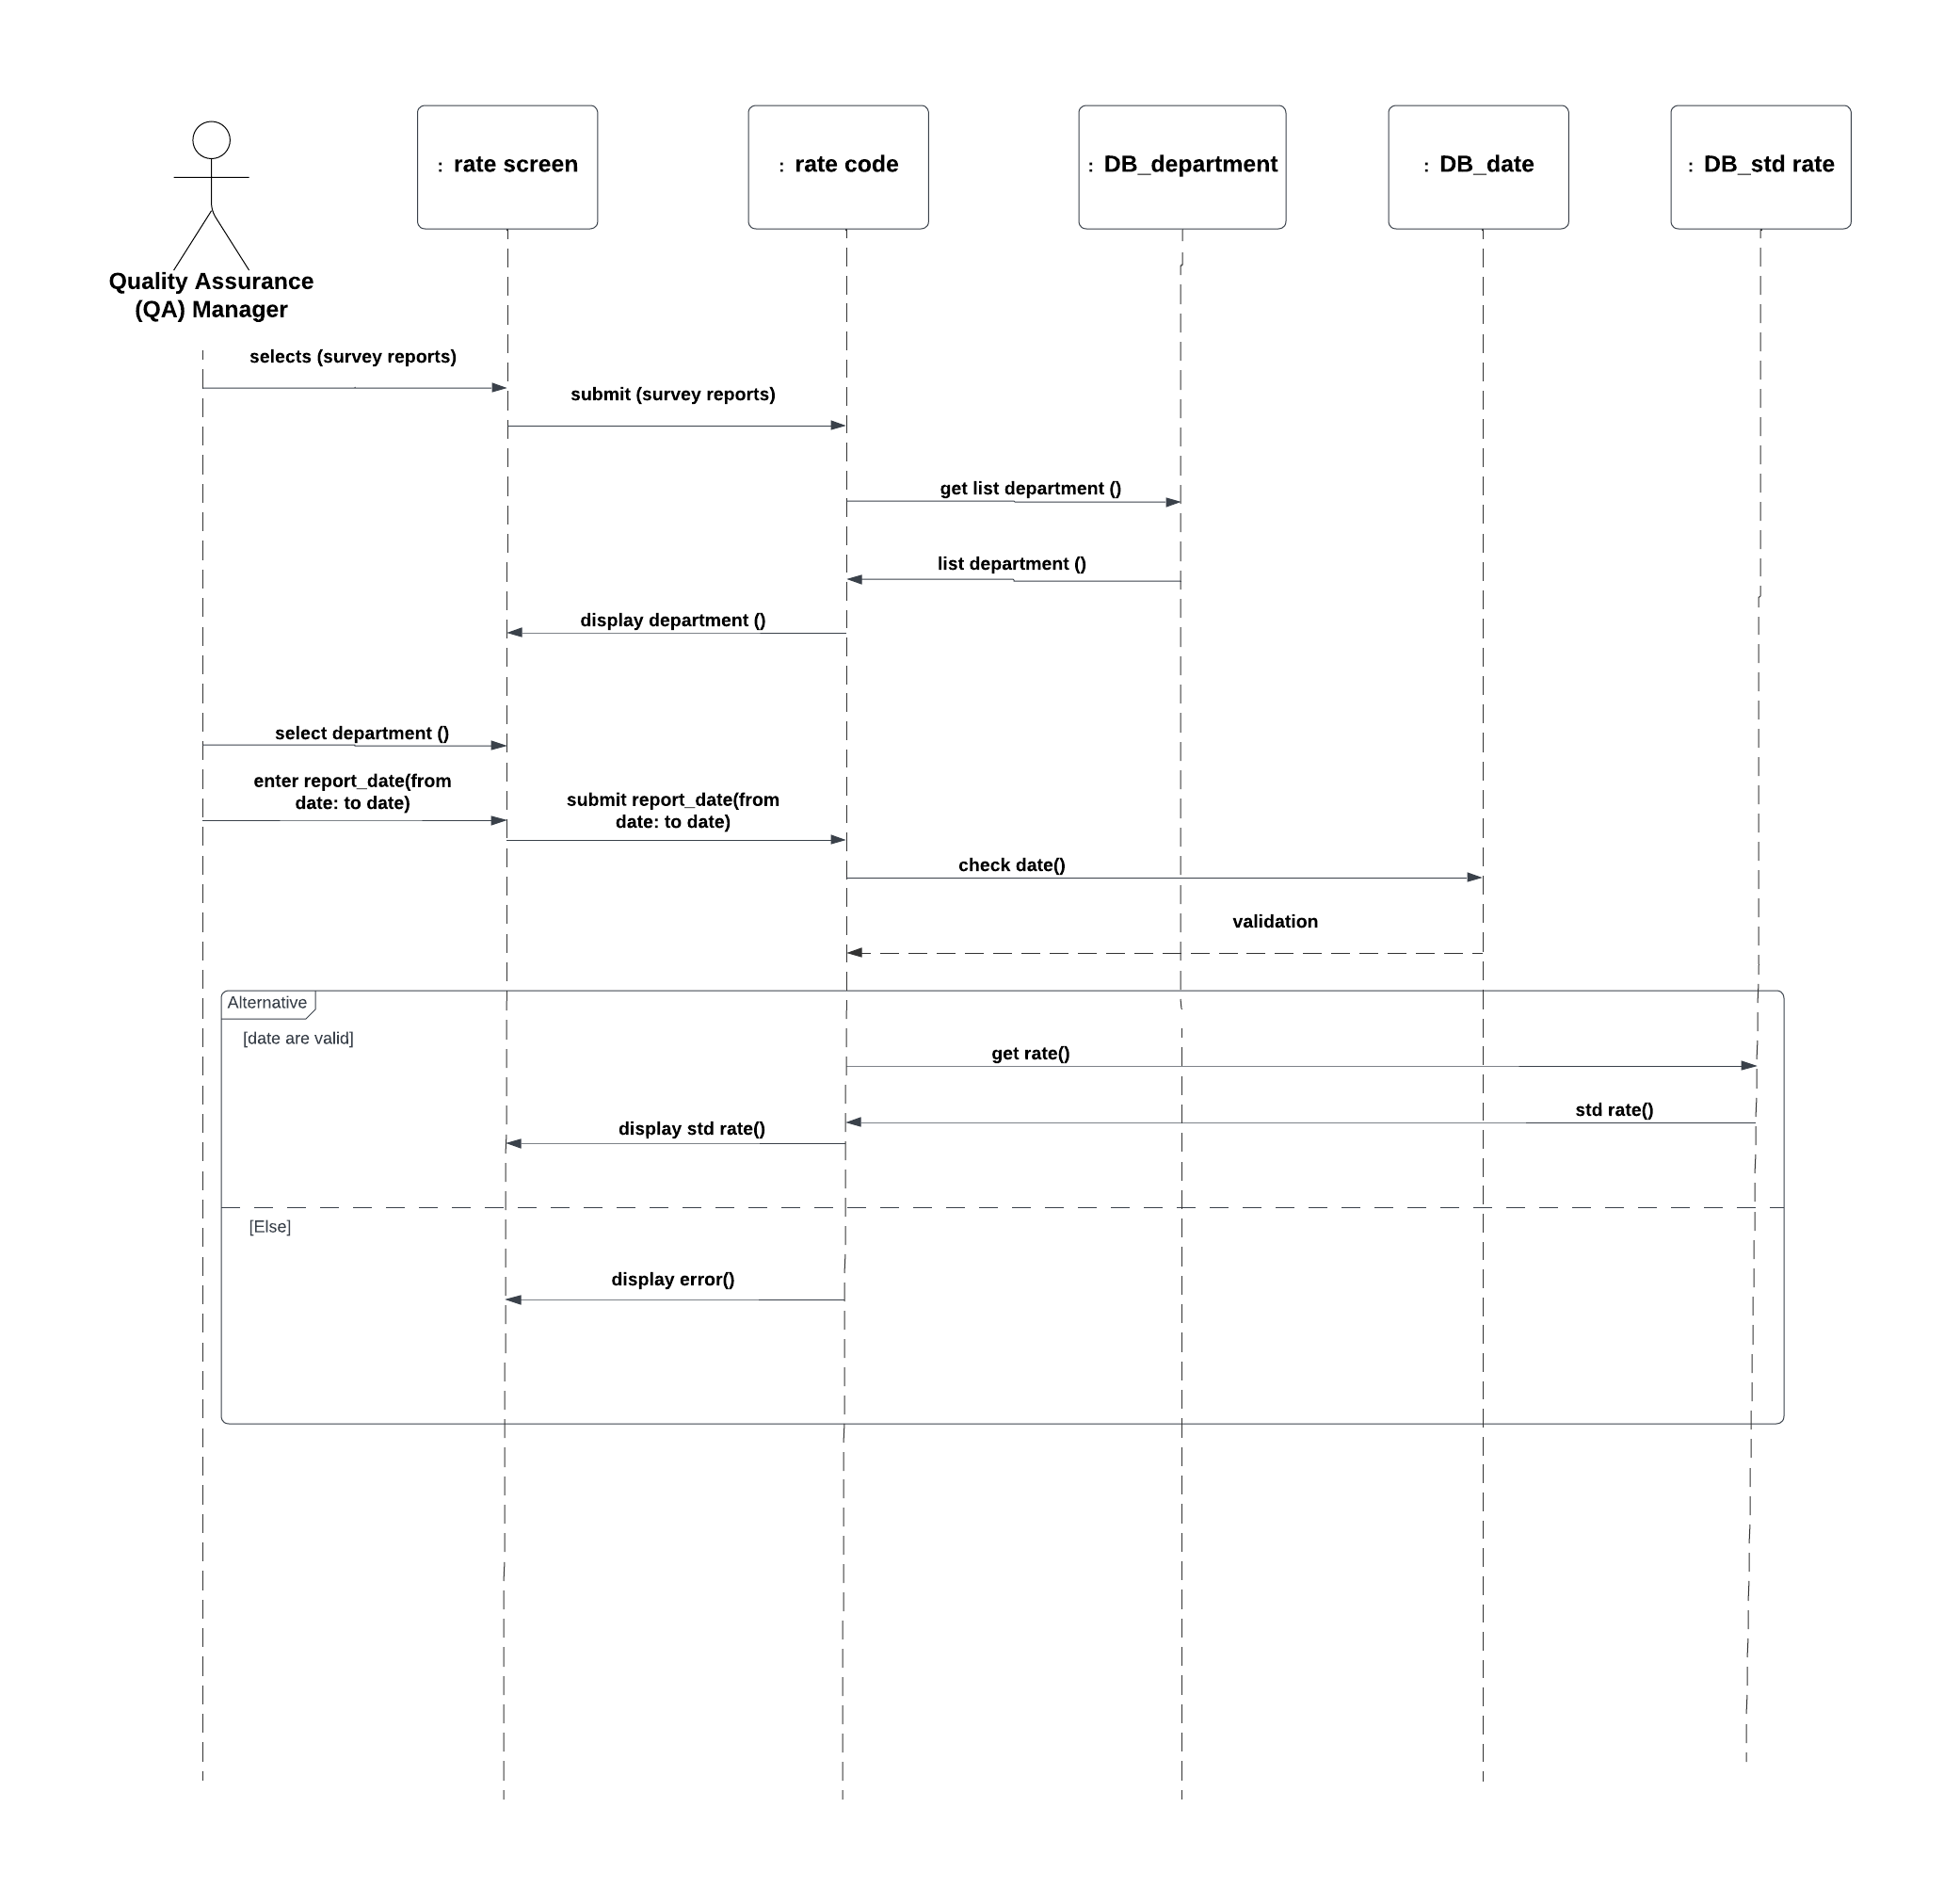 : rate screen
: rate code
: DB_department
: DB_date
: DB_std rate
Quality Assurance
(QA) Manager
selects (survey reports)
submit (survey reports)
get list department ()
list department ()
display department ()
select department ()
enter report_date(from
date: to date)
submit report_date(from
date: to date)
check date()
validation
Alternative
[date are valid]
get rate()
std rate()
display std rate()
[Else]
display error()